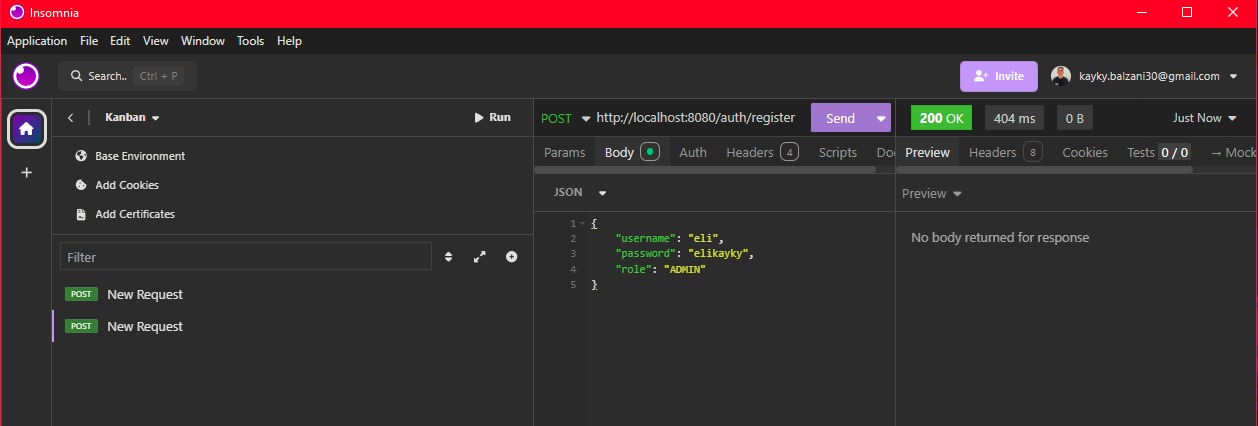 Insomnia
Application File Edit View Window Tools Help
Search.. Ctrl + P
Invite
kayky.balzani30@gmail.com
Kanban
Run
POST http://localhost:8080/auth/register Send
200 OK 404 ms 0 B Just Now
Base Environment
Add Cookies
Add Certificates
Filter
POST New Request
POST New Request
Params Body Auth Headers 4 Scripts Do
JSON
1 {
2 "username": "eli",
3 "password": "elikayky",
4 "role": "ADMIN"
5 }
Preview Headers 8 Cookies Tests 0 / 0 → Mock
Preview
No body returned for response